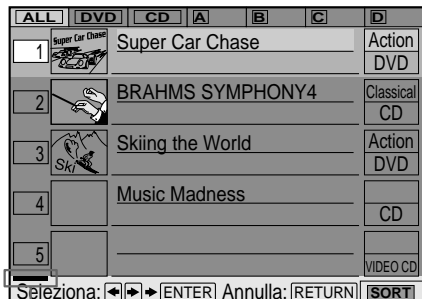 ALL DVD CD A B C D
1 Super Car Chase Super Car Chase Action
DVD
2 BRAHMS SYMPHONY4 Classical
CD
3 Ski Skiing the World Action
DVD
4 Music Madness
CD
5
VIDEO CD
Seleziona: ENTER Annulla: RETURN SORT